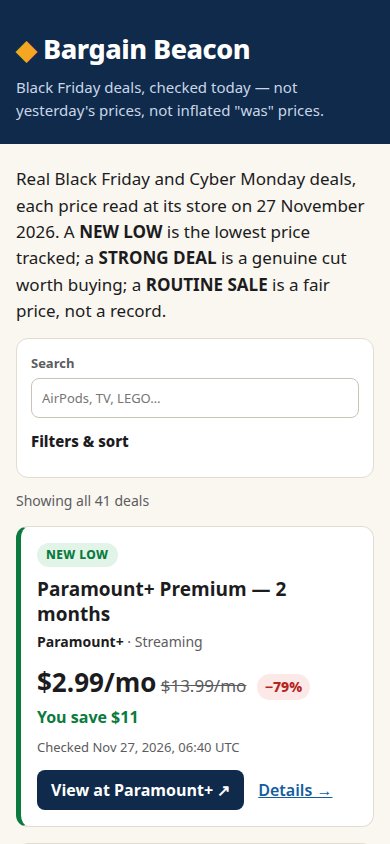 Bargain Beacon
Black Friday deals, checked today — not
yesterday's prices, not inflated "was" prices.
Real Black Friday and Cyber Monday deals,
each price read at its store on 27 November
2026. A NEW LOW is the lowest price
tracked; a STRONG DEAL is a genuine cut
worth buying; a ROUTINE SALE is a fair
price, not a record.
Search
AirPods, TV, LEGO…
Filters & sort
Showing all 41 deals
NEW LOW
Paramount+ Premium — 2
months
Paramount+ · Streaming
$2.99/mo $13.99/mo −79%
You save $11
Checked Nov 27, 2026, 06:40 UTC
View at Paramount+ ↗ Details →